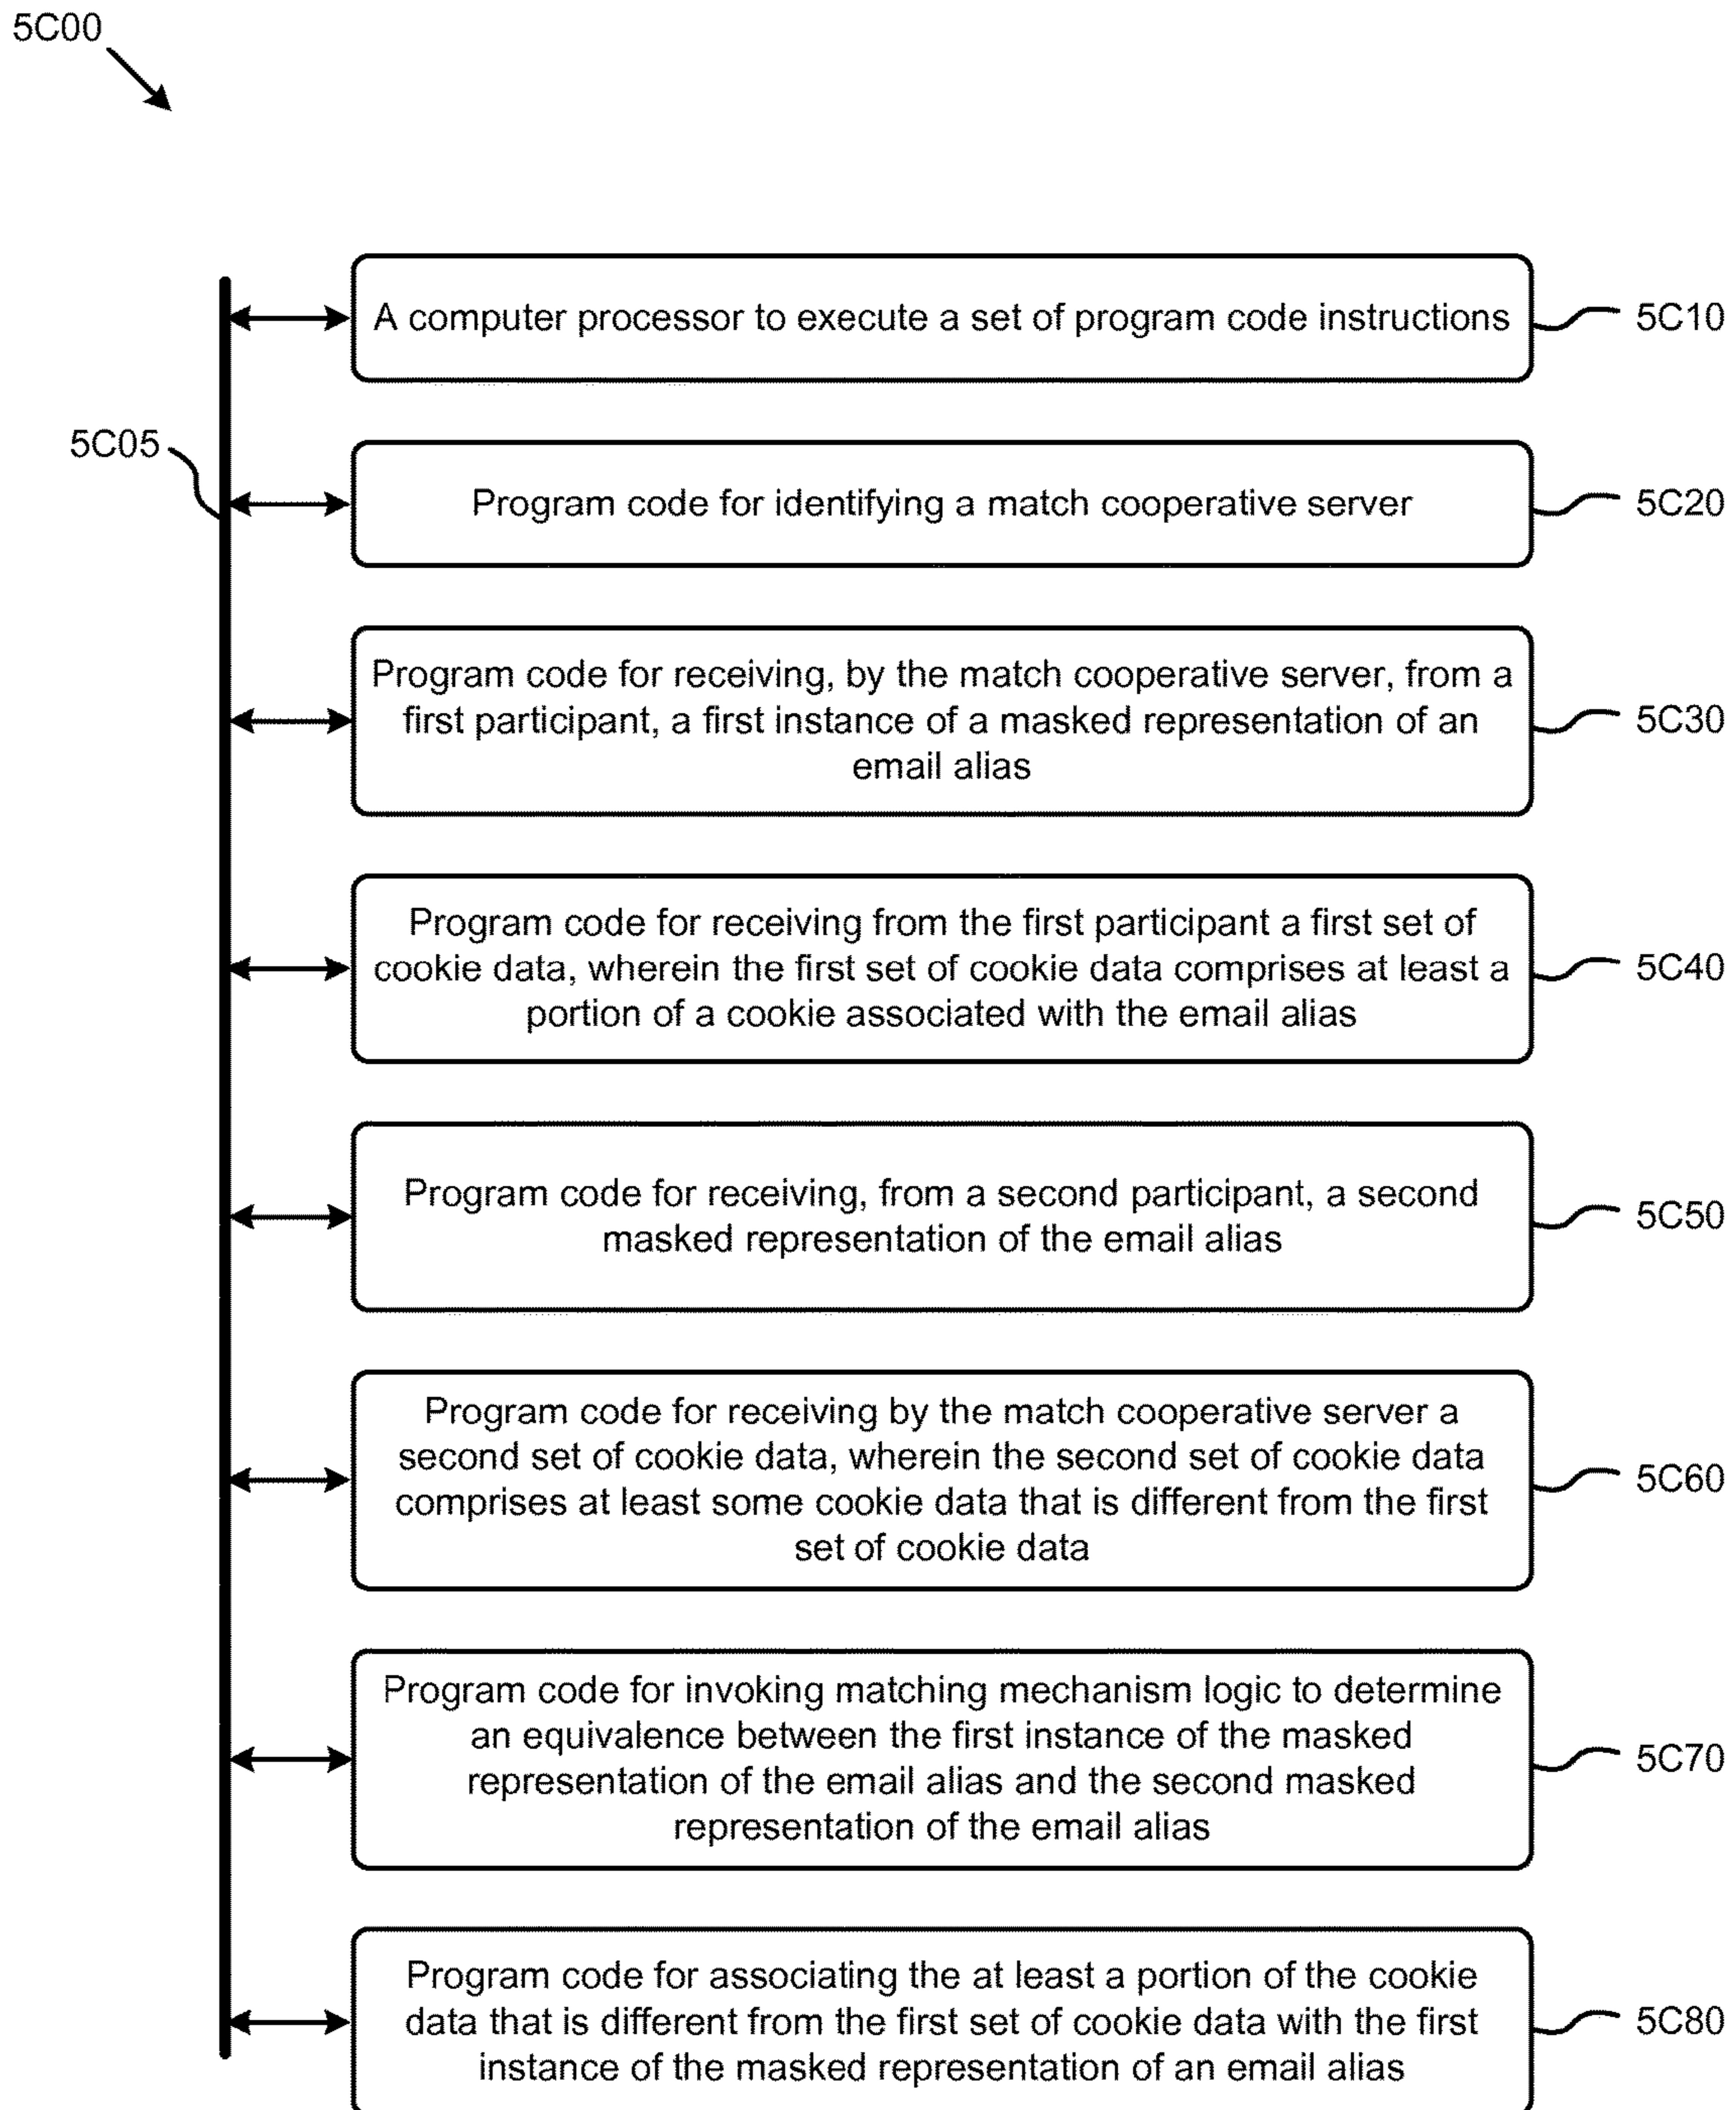 5C00
A computer processor to execute a set of program code instructions
5C10
5C05
Program code for identifying a match cooperative server
5C20
Program code for receiving, by the match cooperative server, from a
first participant, a first instance of a masked representation of an
email alias
5C30
Program code for receiving from the first participant a first set of
cookie data, wherein the first set of cookie data comprises at least a
portion of a cookie associated with the email alias
5C40
Program code for receiving, from a second participant, a second
masked representation of the email alias
5C50
Program code for receiving by the match cooperative server a
second set of cookie data, wherein the second set of cookie data
comprises at least some cookie data that is different from the first
set of cookie data
5C60
Program code for invoking matching mechanism logic to determine
an equivalence between the first instance of the masked
representation of the email alias and the second masked
representation of the email alias
5C70
Program code for associating the at least a portion of the cookie
data that is different from the first set of cookie data with the first
instance of the masked representation of an email alias
5C80